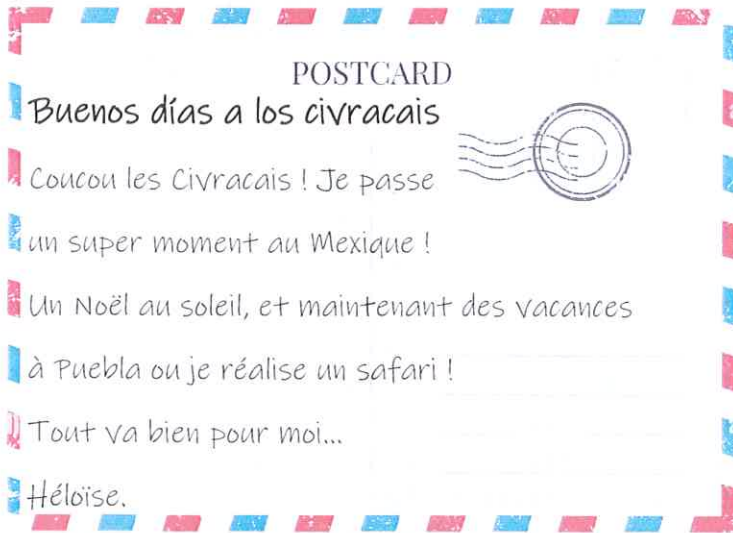 POSTCARD
Buenos días a los civracais
Coucou les Civracais ! Je passe
un super moment au Mexique !
Un Noël au soleil, et maintenant des vacances
à Puebla ou je réalise un safari !
Tout va bien pour moi...
Héloïse.